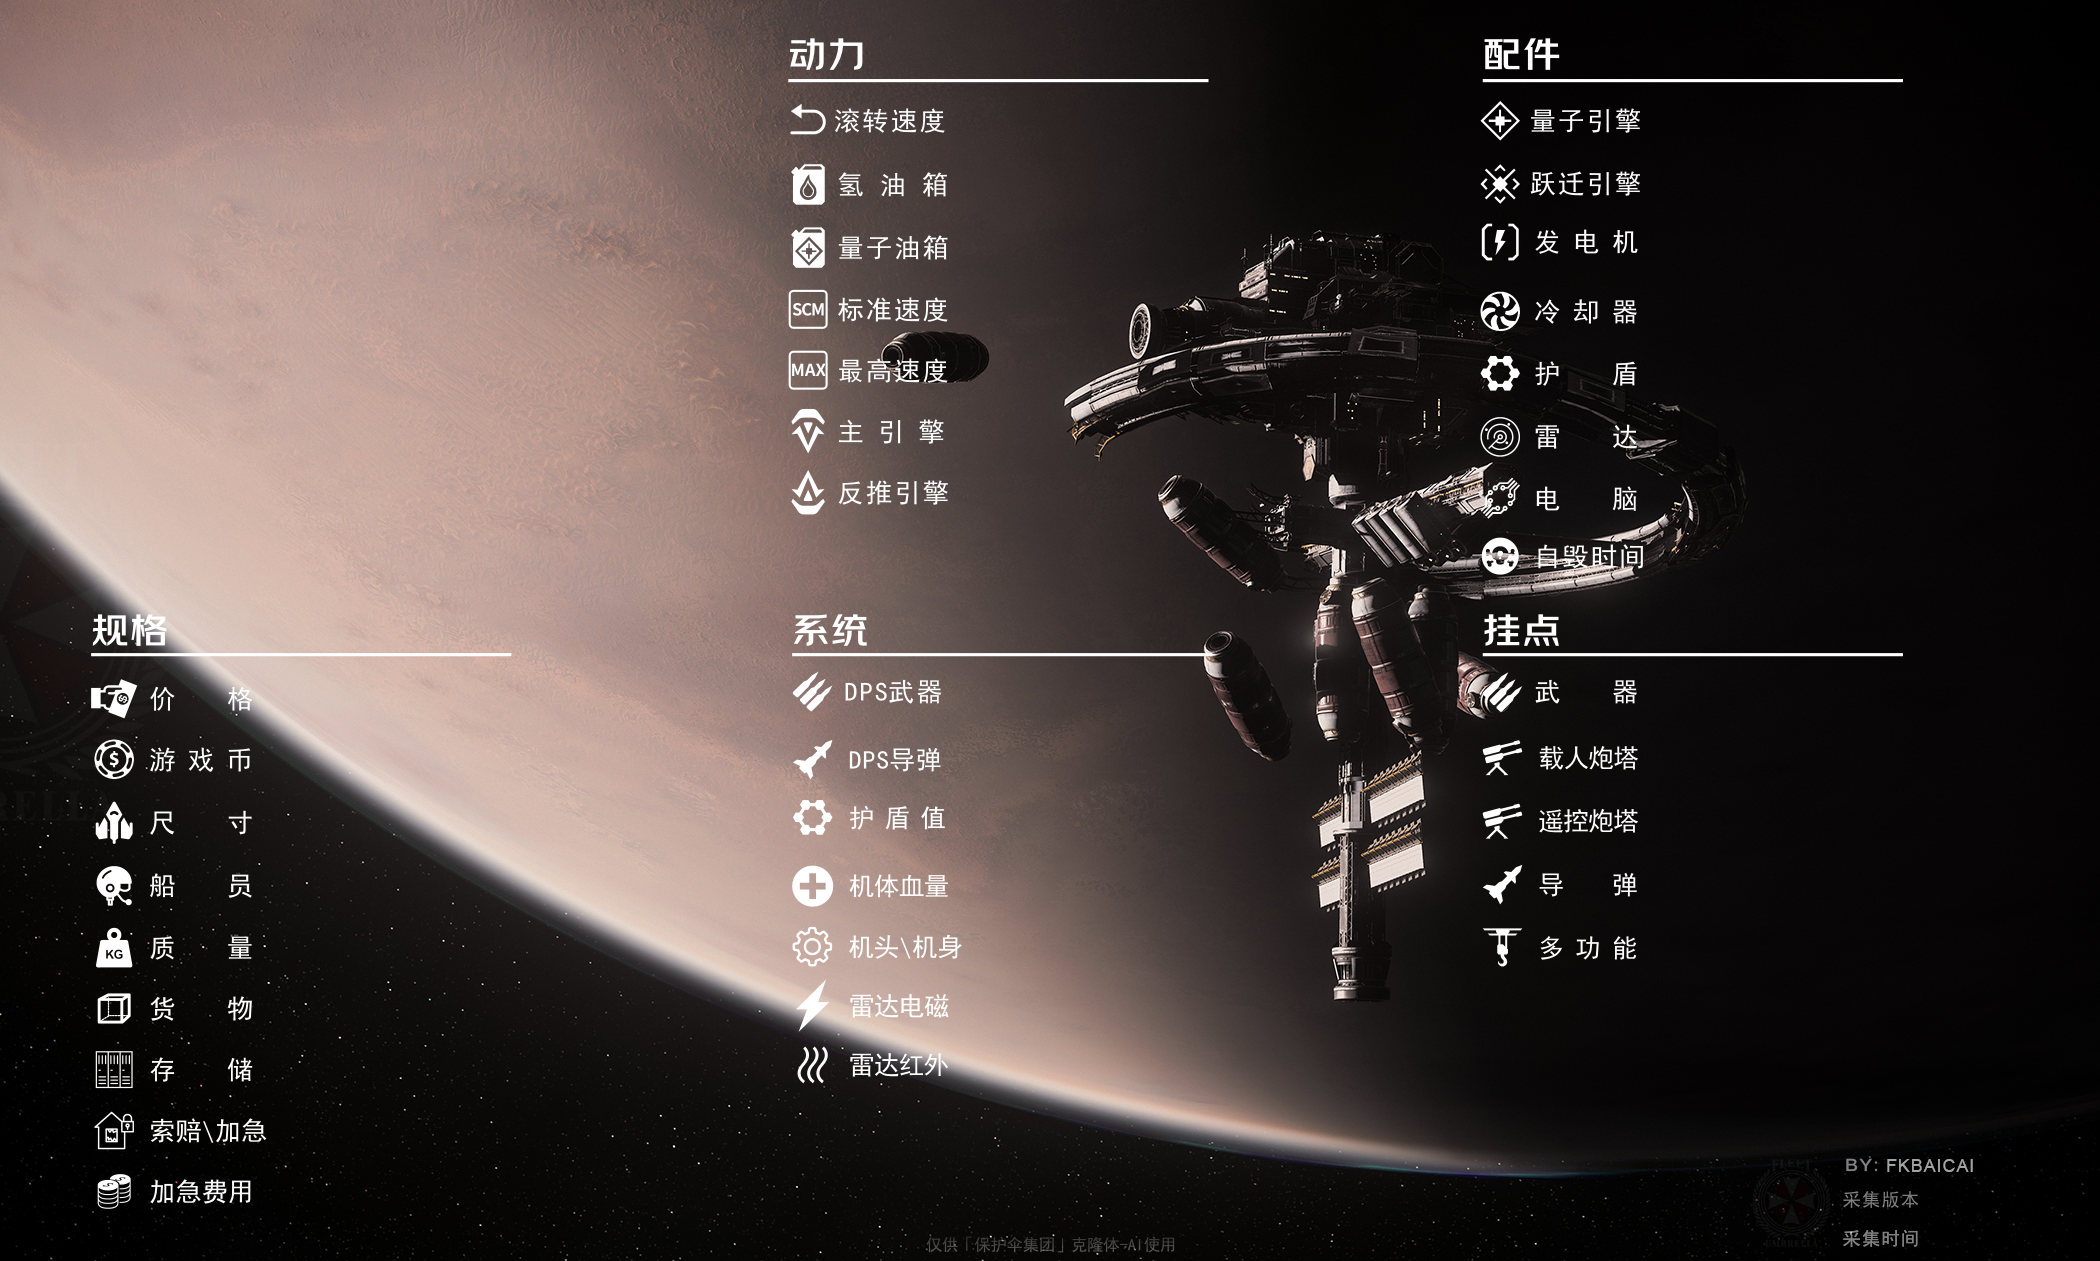 动力
滚转速度
氢油箱
量子油箱
SCM 标准速度
MAX 最高速度
主引擎
反推引擎
配件
量子引擎
跃迁引擎
发电机
冷却器
护盾
雷达
电脑
自毁时间
规格
价格
游戏币
尺寸
船员
KG 质量
货物
存储
索赔\加急
加急费用
系统
DPS武器
DPS导弹
护盾值
机体血量
机头\机身
雷达电磁
雷达红外
挂点
武器
载人炮塔
遥控炮塔
导弹
多功能
BY: FKBAICAI
采集版本
采集时间
仅供「保护伞集团」克隆体-AI使用